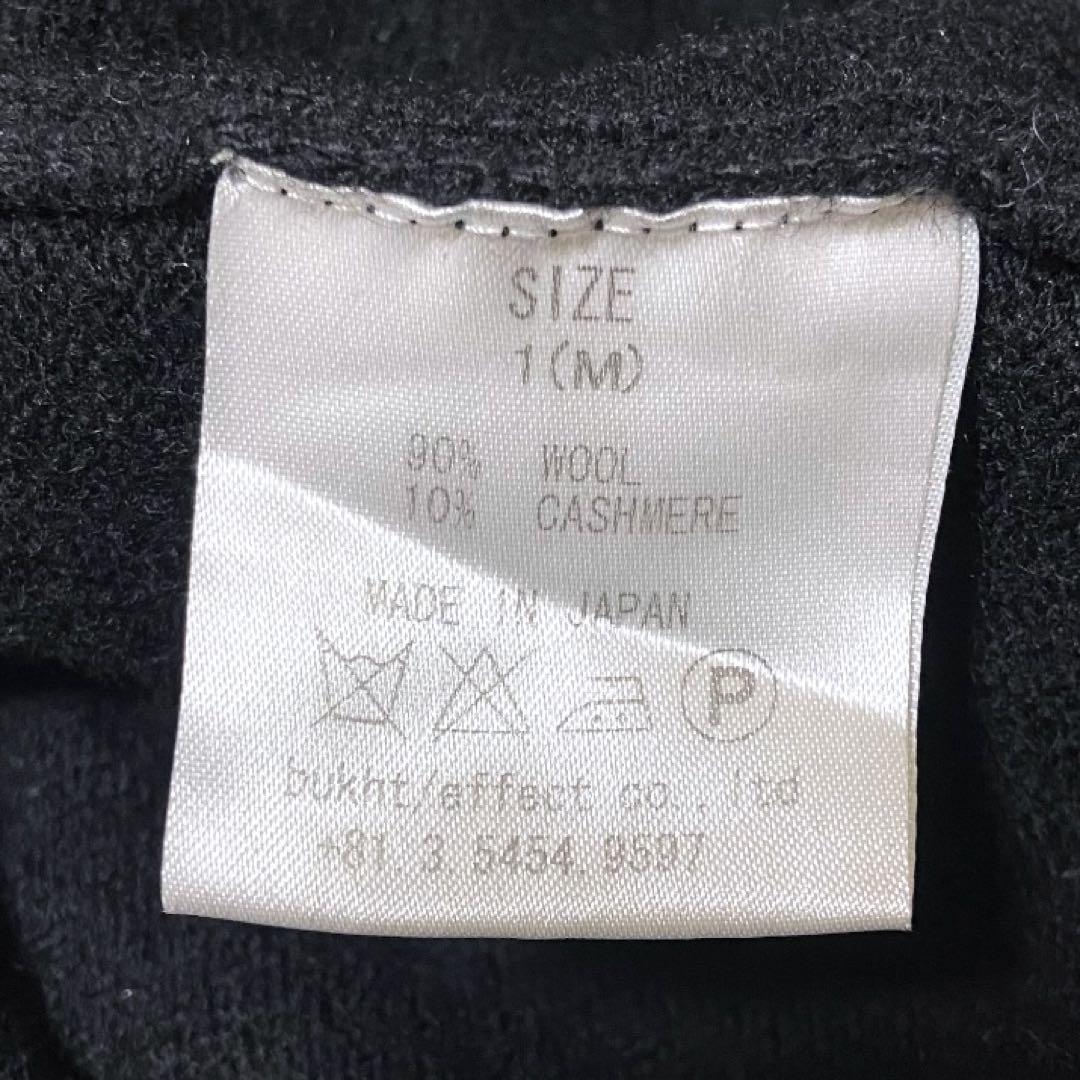 SIZE
1(M)
90% WOOL
10% CASHMERE
MADE IN JAPAN
P
bukht/effect co.,ltd
+81.3.5454.9597